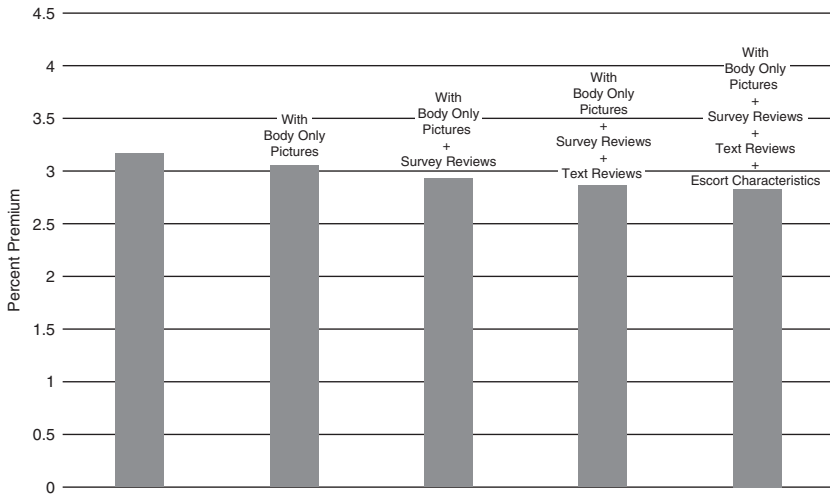 4.5
4
3.5
3
2.5
2
1.5
1
0.5
0
Percent Premium
With
Body Only
Pictures
With
Body Only
Pictures
+
Survey Reviews
With
Body Only
Pictures
+
Survey Reviews
+
Text Reviews
With
Body Only
Pictures
+
Survey Reviews
+
Text Reviews
+
Escort Characteristics